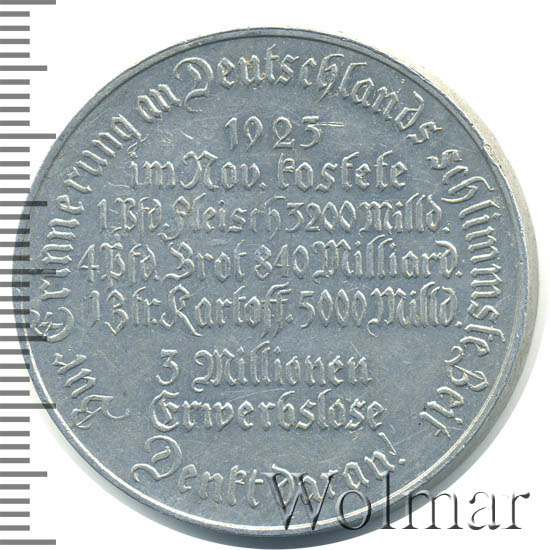 Zur Erinnerung an Deutschlands schlimmste Zeit
1923
im Nov. kostete
1 Pfd. Fleisch 3200 Milld.
4 Pfd. Brot 840 Milliard.
1 Ztr. Kartoff. 5000 Milld.
3 Millionen
Erwerbslose
Denkt daran!
Wolmar